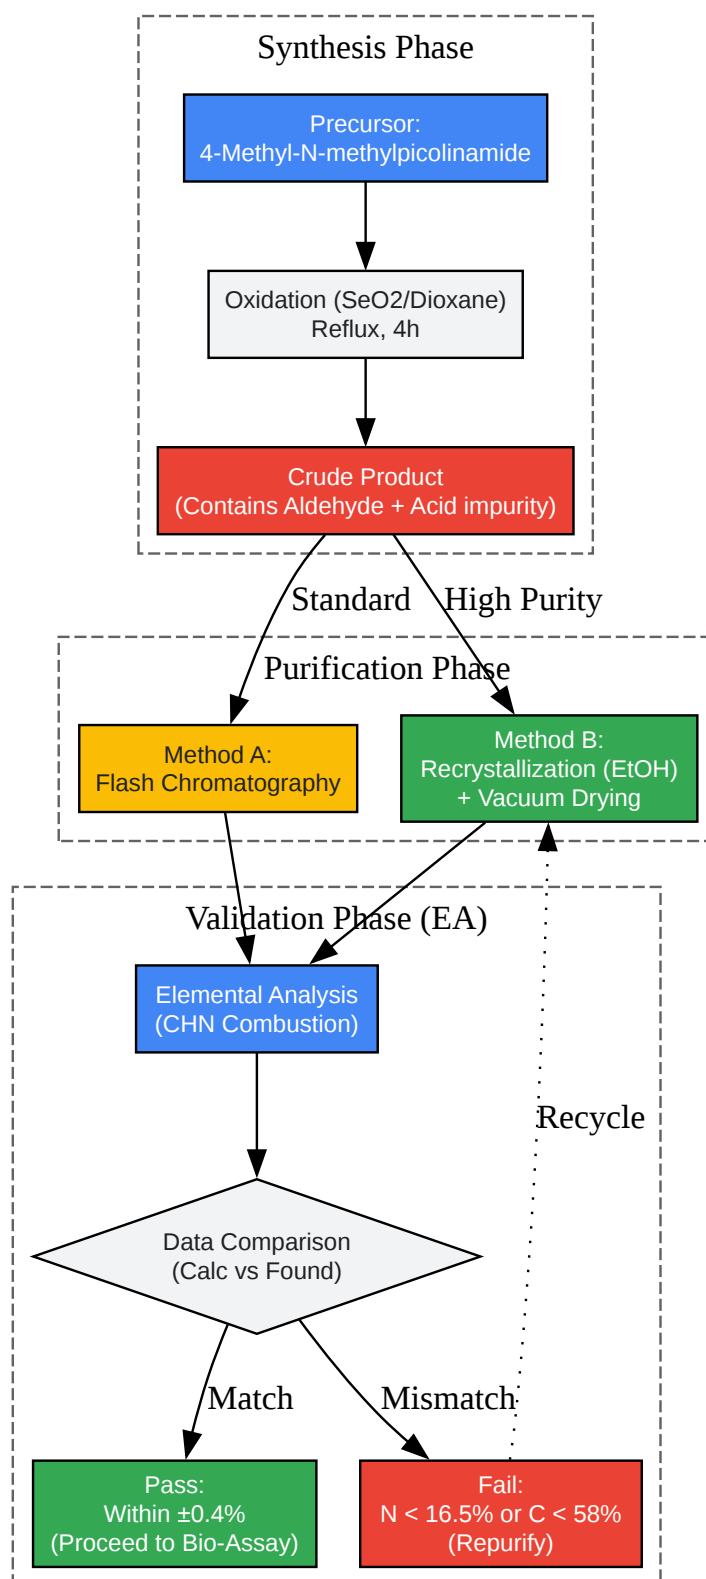 Synthesis Phase
Precursor:
4-Methyl-N-methylpicolinamide
Oxidation (SeO2/Dioxane)
Reflux, 4h
Crude Product
(Contains Aldehyde + Acid impurity)
Standard
High Purity
Purification Phase
Method A:
Flash Chromatography
Method B:
Recrystallization (EtOH)
+ Vacuum Drying
Validation Phase (EA)
Elemental Analysis
(CHN Combustion)
Recycle
Data Comparison
(Calc vs Found)
Match
Mismatch
Pass:
Within ±0.4%
(Proceed to Bio-Assay)
Fail:
N < 16.5% or C < 58%
(Repurify)